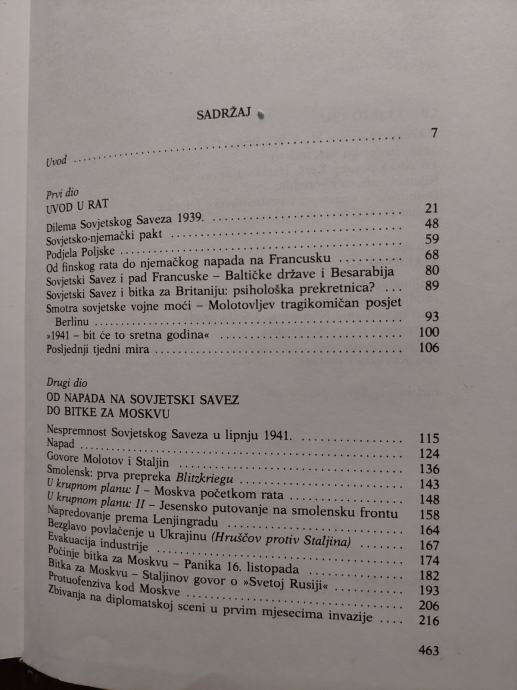 SADRŽAJ
Uvod ........................................ 7
Prvi dio
UVOD U RAT
Dilema Sovjetskog Saveza 1939. ........................ 21
Sovjetsko-njemački pakt ........................ 48
Podjela Poljske ........................ 59
Od finskog rata do njemačkog napada na Francusku .......... 68
Sovjetski Savez i pad Francuske – Baltičke države i Besarabija 80
Sovjetski Savez i bitka za Britaniju: psihološka prekretnica? ... 89
Smotra sovjetske vojne moći – Molotovljev tragikomičan posjet
Berlinu ........................ 93
»1941 – bit će to sretna godina« ........................ 100
Posljednji tjedni mira ........................ 106
Drugi dio
OD NAPADA NA SOVJETSKI SAVEZ
DO BITKE ZA MOSKVU
Nespremnost Sovjetskog Saveza u lipnju 1941. ............... 115
Napad ........................ 124
Govore Molotov i Staljin ........................ 136
Smolensk: prva prepreka Blitzkriegu ........................ 143
U krupnom planu: I – Moskva početkom rata ............... 148
U krupnom planu: II – Jesensko putovanje na smolensku frontu 158
Napredovanje prema Lenjingradu ........................ 164
Bezglavo povlačenje u Ukrajinu (Hruščov protiv Staljina) ...... 167
Evakuacija industrije ........................ 174
Počinje bitka za Moskvu – Panika 16. listopada ............... 182
Bitka za Moskvu – Staljinov govor o »Svetoj Rusiji« .......... 193
Protuofenziva kod Moskve ........................ 206
Zbivanja na diplomatskoj sceni u prvim mjesecima invazije .... 216
463